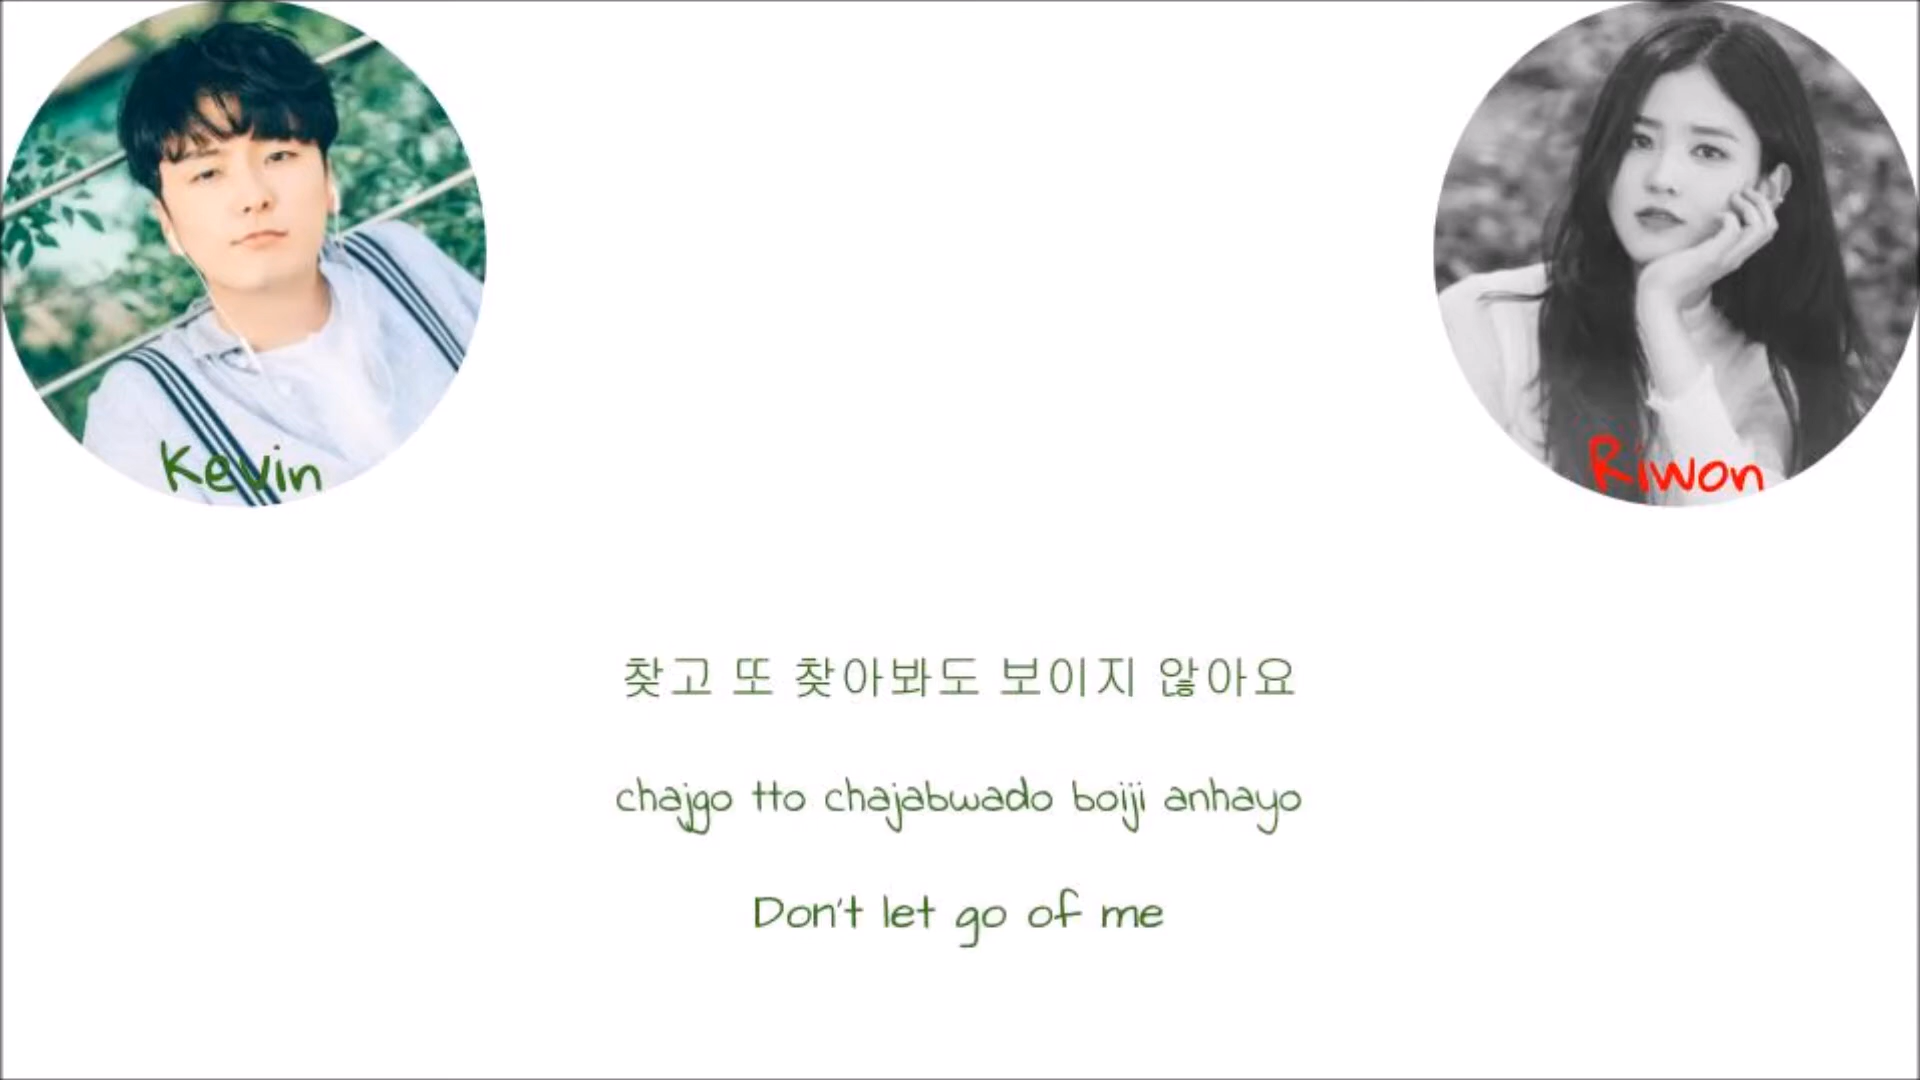 Kevin
Riwon
찾고 또 찾아봐도 보이지 않아요
chajgo tto chajabwado boiji anhayo
Don't let go of me